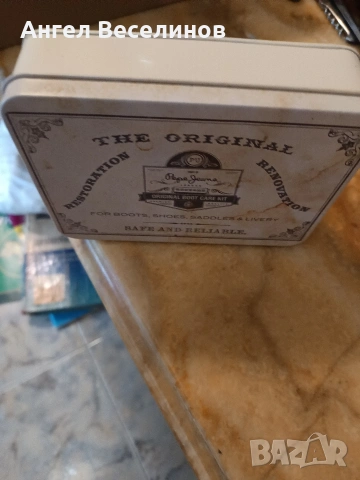 Ангел Веселинов
THE ORIGINAL
RESTORATION
RENOVATION
Pepe Jeans
ORIGINAL BOOT CARE KIT
FOR BOOTS, SHOES, SADDLES &
SAFE AND RELIABLE.
BAZAR